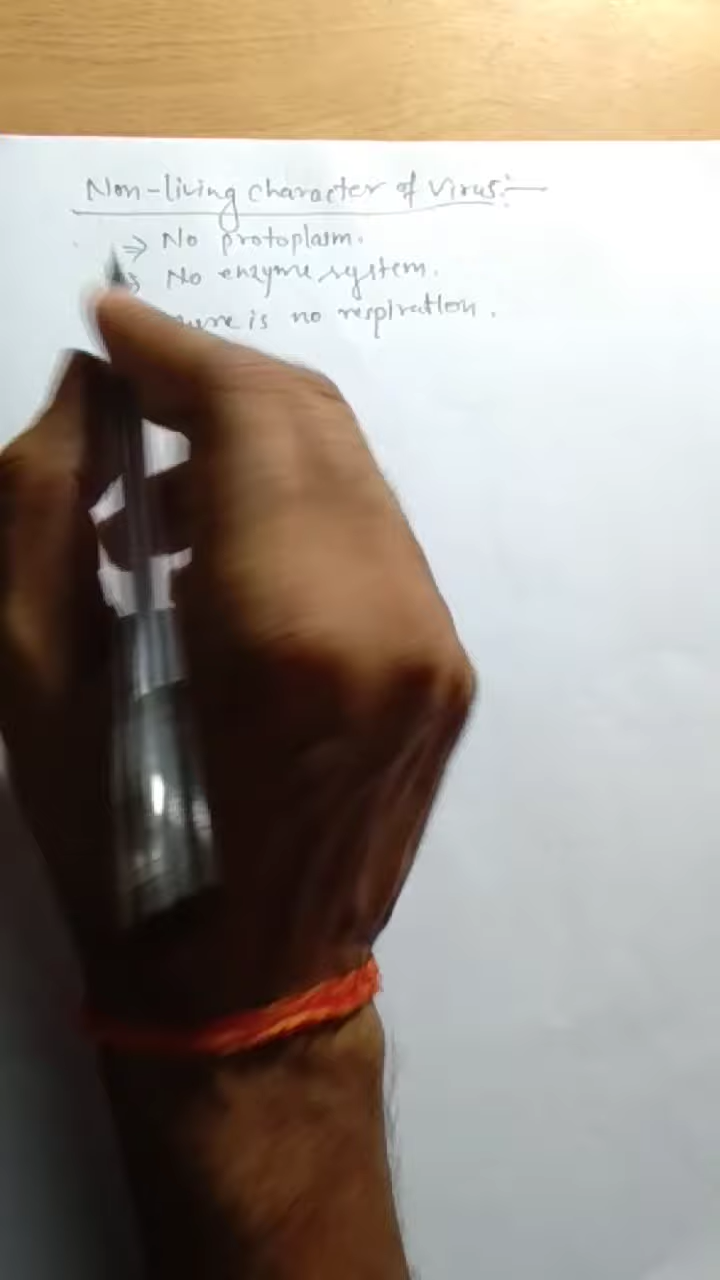 Non-living character of Virus:—
⇒ No protoplasm.
No enzyme system.
is no respiration.